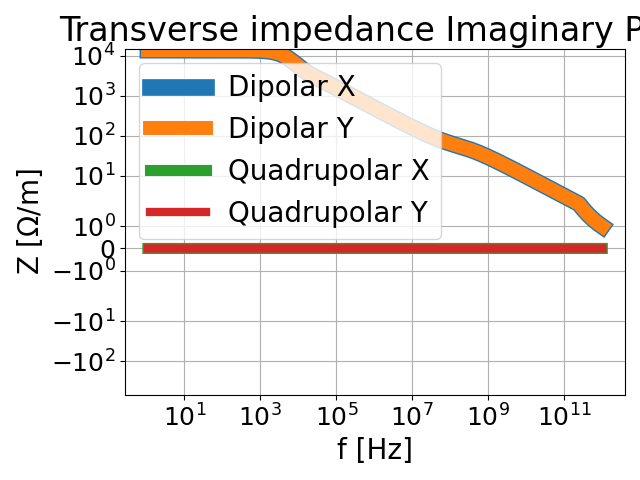 Transverse impedance Imaginary P
Dipolar X
Dipolar Y
Quadrupolar X
Quadrupolar Y
Z [Ω/m]
10⁴
10³
10²
10¹
10⁰
0
−10⁰
−10¹
−10²
10¹ 10³ 10⁵ 10⁷ 10⁹ 10¹¹
f [Hz]